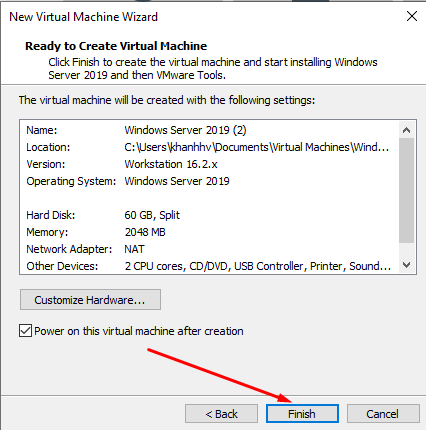 New Virtual Machine Wizard
Ready to Create Virtual Machine
Click Finish to create the virtual machine and start installing Windows
Server 2019 and then VMware Tools.
The virtual machine will be created with the following settings:
Name: Windows Server 2019 (2)
Location: C:\Users\khanhhv\Documents\Virtual Machines\Wind...
Version: Workstation 16.2.x
Operating System: Windows Server 2019
Hard Disk: 60 GB, Split
Memory: 2048 MB
Network Adapter: NAT
Other Devices: 2 CPU cores, CD/DVD, USB Controller, Printer, Sound...
Customize Hardware...
Power on this virtual machine after creation
< Back Finish Cancel